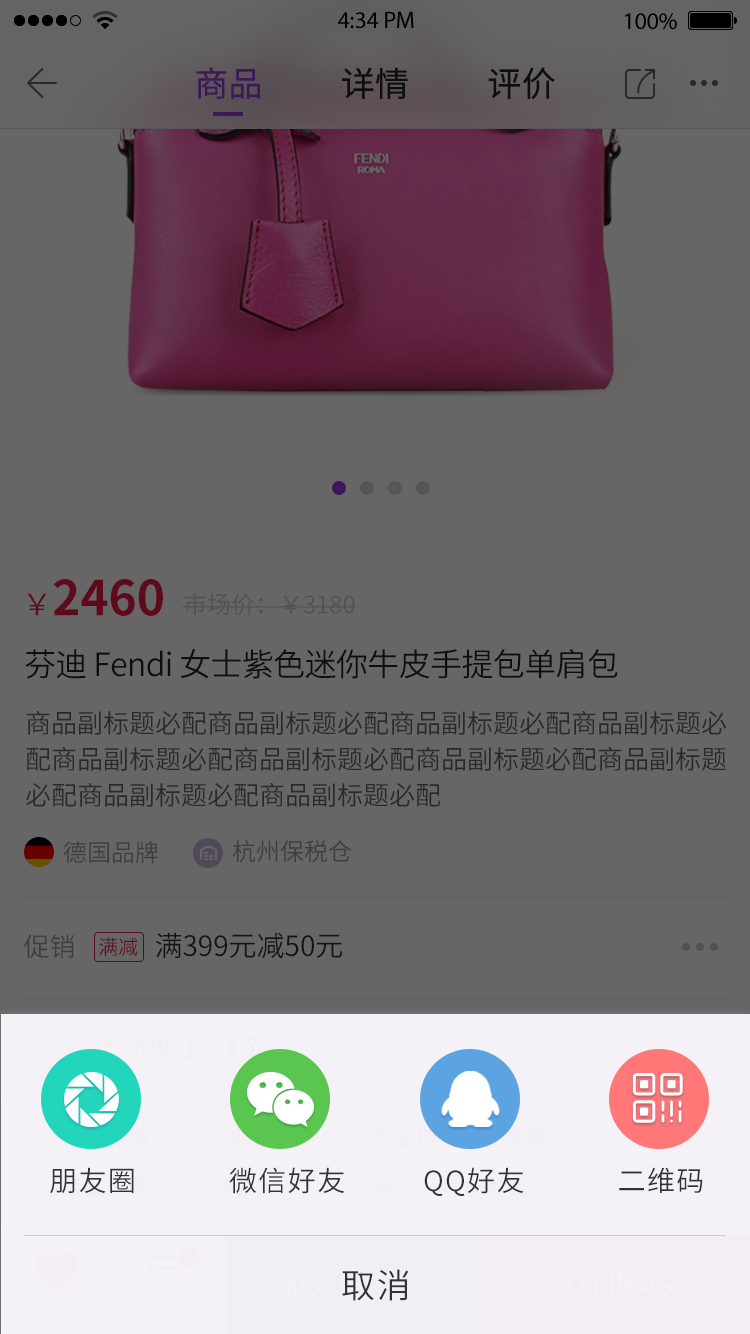 4:34 PM 100%
商品 详情 评价
FENDI
ROMA
￥2460 市场价：￥3180
芬迪 Fendi 女士紫色迷你牛皮手提包单肩包
商品副标题必配商品副标题必配商品副标题必配商品副标题必
配商品副标题必配商品副标题必配商品副标题必配商品副标题
必配商品副标题必配商品副标题必配
德国品牌 杭州保税仓
促销 满减 满399元减50元
朋友圈 微信好友 QQ好友 二维码
取消